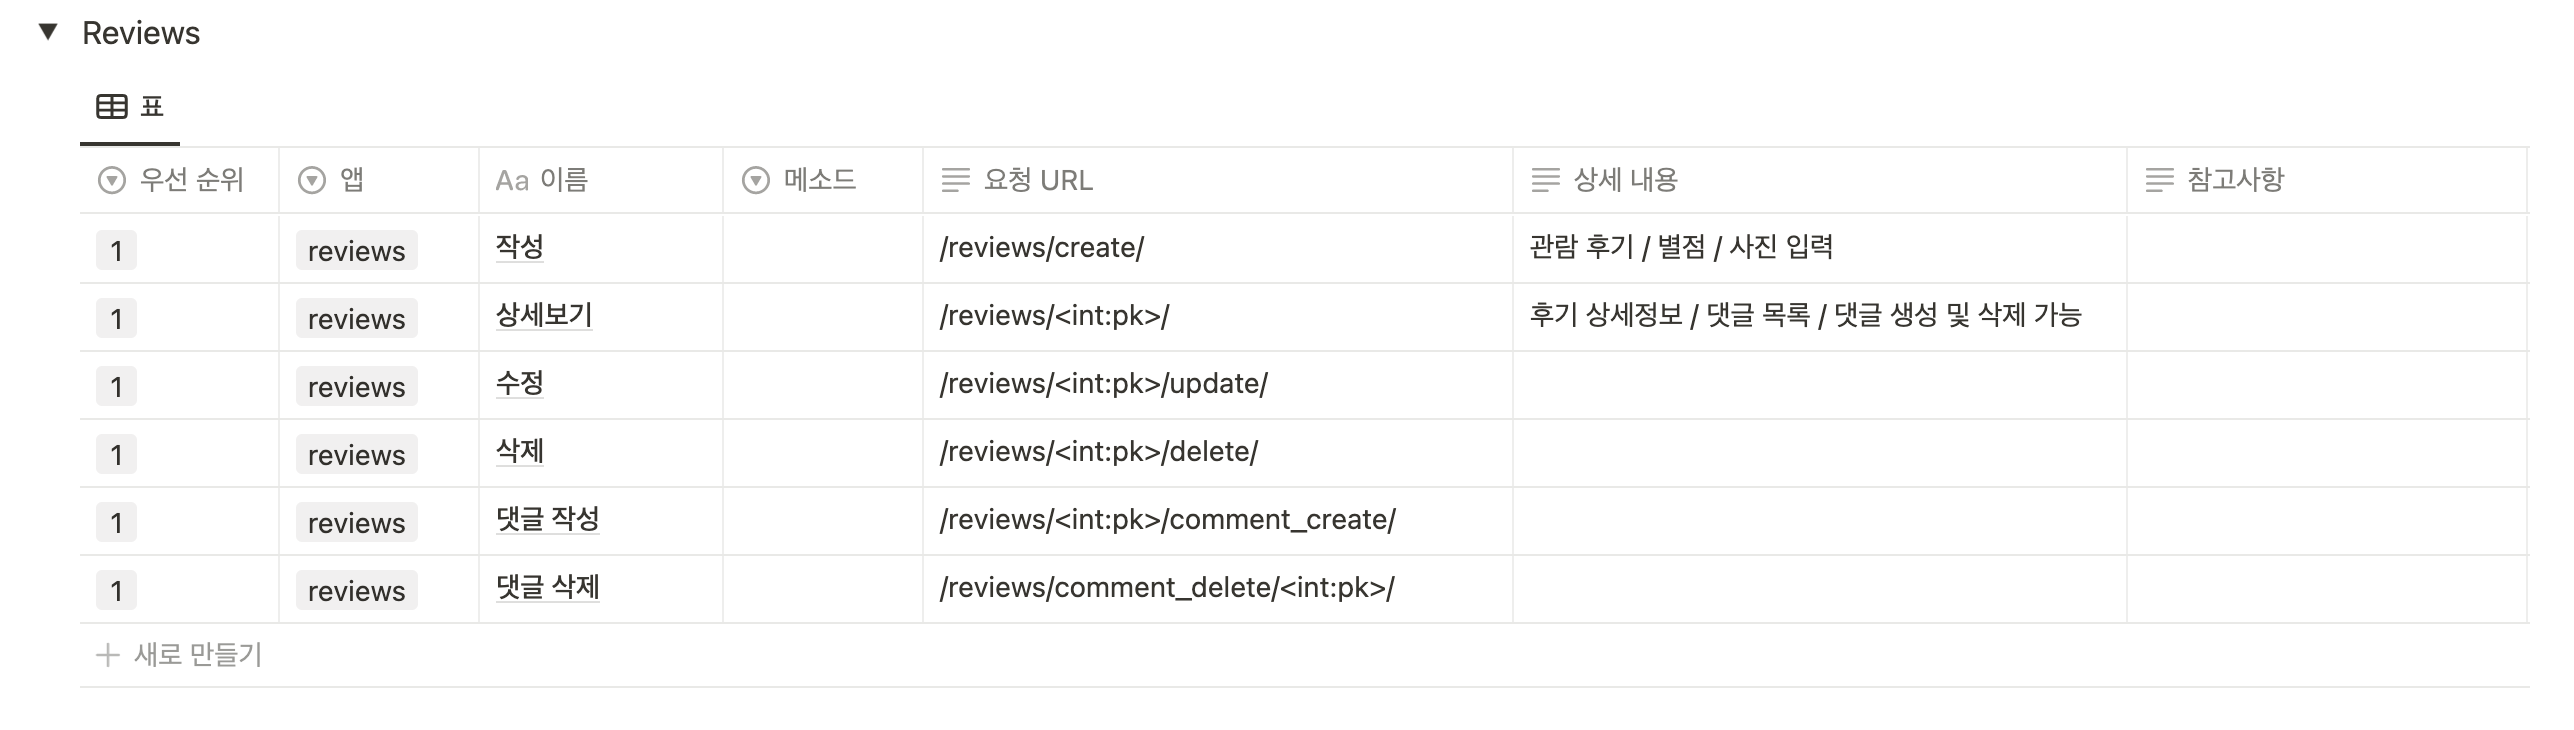 Reviews
표
우선 순위 앱 Aa 이름 메소드 요청 URL 상세 내용 참고사항
1 reviews 작성 /reviews/create/ 관람 후기 / 별점 / 사진 입력
1 reviews 상세보기 /reviews/<int:pk>/ 후기 상세정보 / 댓글 목록 / 댓글 생성 및 삭제 가능
1 reviews 수정 /reviews/<int:pk>/update/
1 reviews 삭제 /reviews/<int:pk>/delete/
1 reviews 댓글 작성 /reviews/<int:pk>/comment_create/
1 reviews 댓글 삭제 /reviews/comment_delete/<int:pk>/
새로 만들기